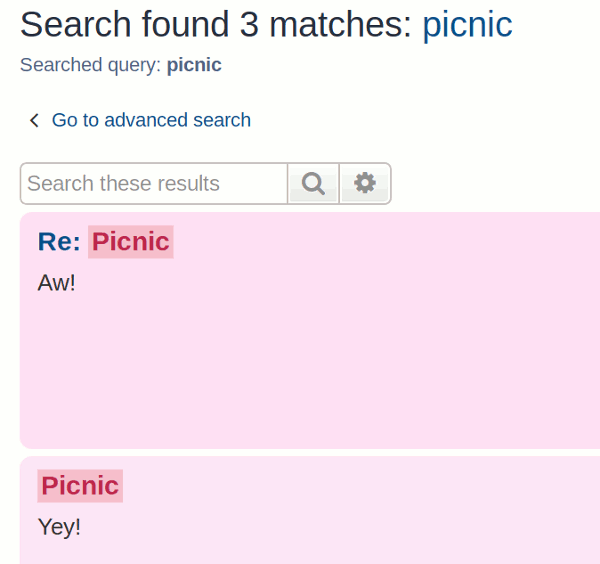 Search found 3 matches: picnic
Searched query: picnic
Go to advanced search
Search these results
Re: Picnic
Aw!
Picnic
Yey!